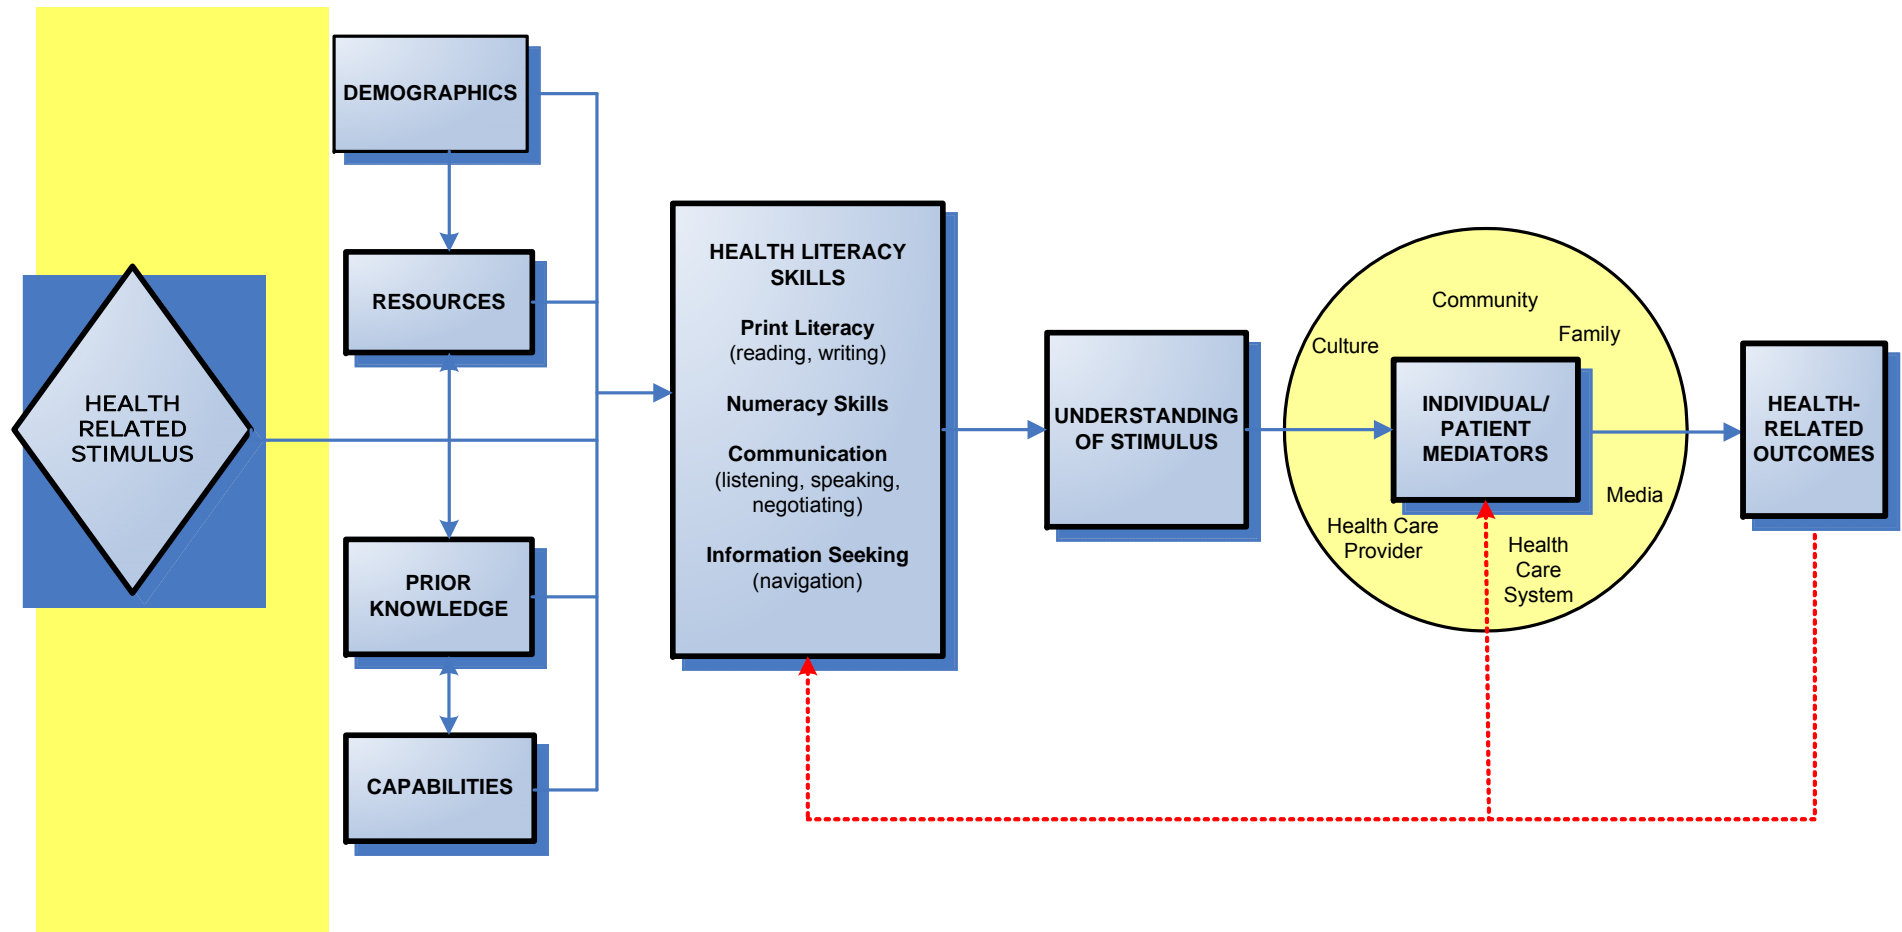 DEMOGRAPHICS
RESOURCES
HEALTH
RELATED
STIMULUS
PRIOR
KNOWLEDGE
CAPABILITIES
HEALTH LITERACY
SKILLS
Print Literacy
(reading, writing)
Numeracy Skills
Communication
(listening, speaking,
negotiating)
Information Seeking
(navigation)
UNDERSTANDING
OF STIMULUS
Community
Family
Culture
INDIVIDUAL/
PATIENT
MEDIATORS
Media
Health Care
Provider
Health
Care
System
HEALTH-
RELATED
OUTCOMES